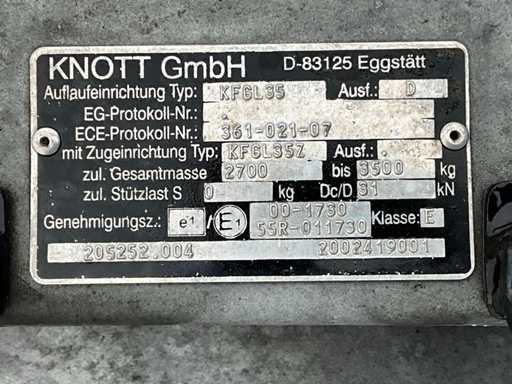 KNOTT GmbH D-83125 Eggstätt
Auflaufeinrichtung Typ: KFGL35 Ausf.: D
EG-Protokoll-Nr.:
ECE-Protokoll-Nr.: 361-021-07
mit Zugeinrichtung Typ: KFGL35Z Ausf.:
zul. Gesamtmasse 2700 bis 3500 kg
zul. Stützlast S 0 kg Dc/D 31 kN
Genehmigungsz.: e1 / E1 00-1730 Klasse: E
55R-011730
205252.004 2002419001